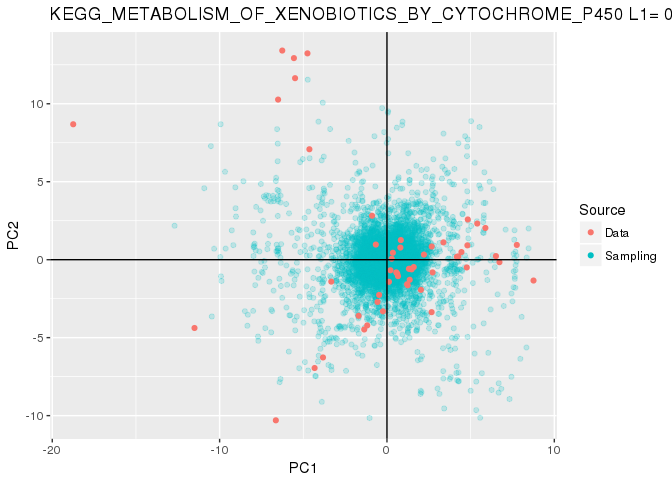 KEGG_METABOLISM_OF_XENOBIOTICS_BY_CYTOCHROME_P450 L1= 0
10
5
0
-5
-10
PC2
-20
-10
0
10
PC1
Source
Data
Sampling